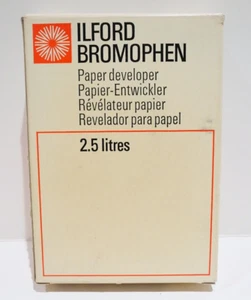 ILFORD
BROMOPHEN
Paper developer
Papier-Entwickler
Révélateur papier
Revelador para papel
2.5 litres